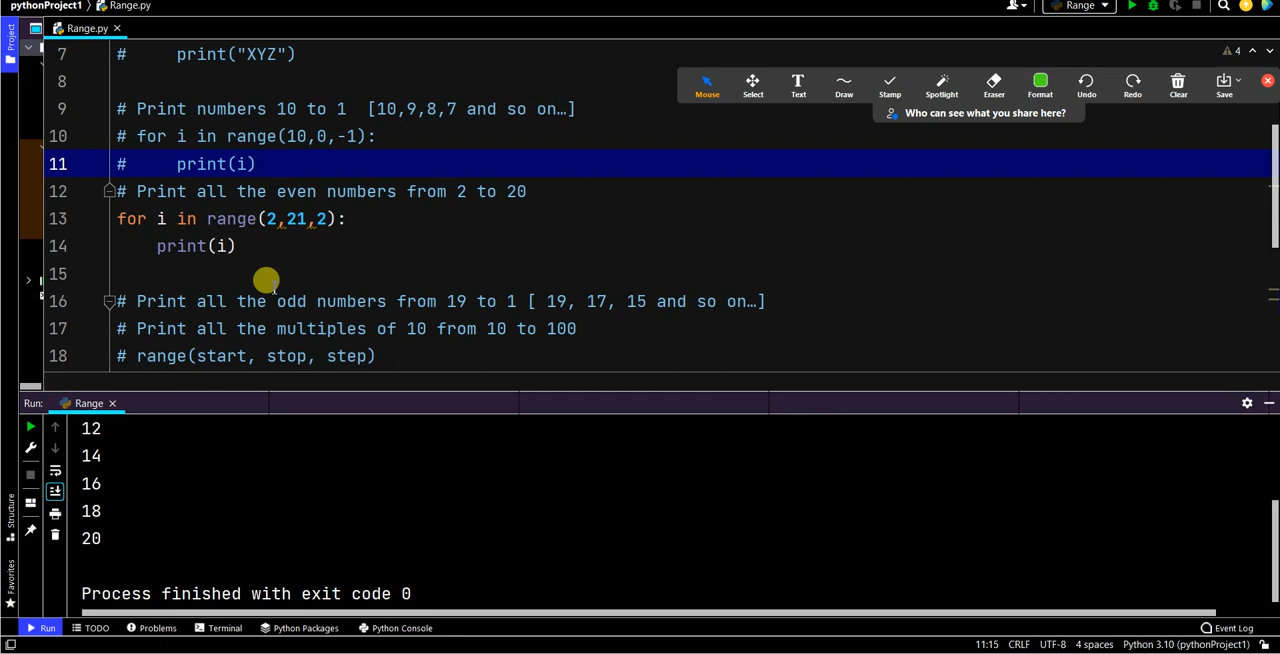 pythonProject1 Range.py Range
Project Range.py
7 # print("XYZ") 4
8
Mouse Select Text Draw Stamp Spotlight Eraser Format Undo Redo Clear Save
9 # Print numbers 10 to 1 [10,9,8,7 and so on…]
Who can see what you share here?
10 # for i in range(10,0,-1):
11 # print(i)
12 # Print all the even numbers from 2 to 20
13 for i in range(2,21,2):
14 print(i)
15
16 # Print all the odd numbers from 19 to 1 [ 19, 17, 15 and so on…]
17 # Print all the multiples of 10 from 10 to 100
18 # range(start, stop, step)
Run: Range
12
14
16
18
20
Process finished with exit code 0
Structure
Favorites
Run TODO Problems Terminal Python Packages Python Console Event Log
11:15 CRLF UTF-8 4 spaces Python 3.10 (pythonProject1)